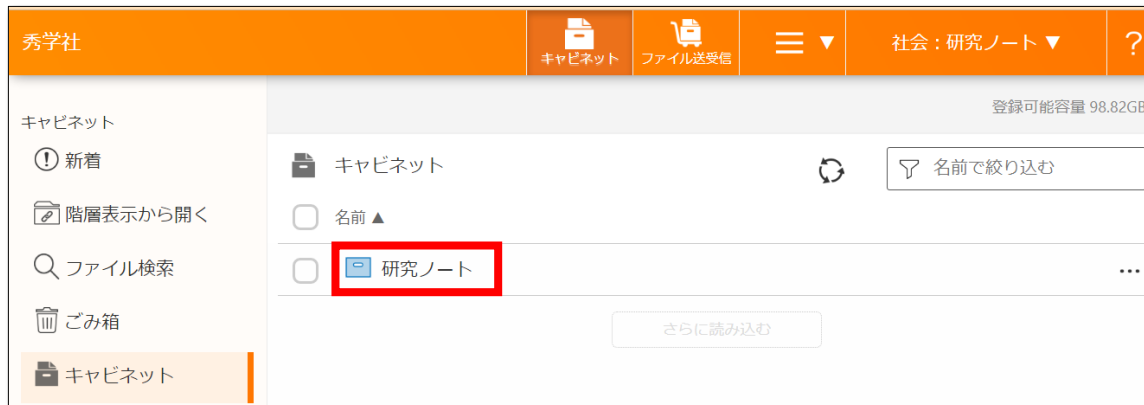 秀学社
キャビネット
ファイル送受信
▼
社会：研究ノート ▼
?
キャビネット
登録可能容量 98.82GB
新着
キャビネット
名前で絞り込む
階層表示から開く
名前 ▲
ファイル検索
研究ノート
…
ごみ箱
さらに読み込む
キャビネット